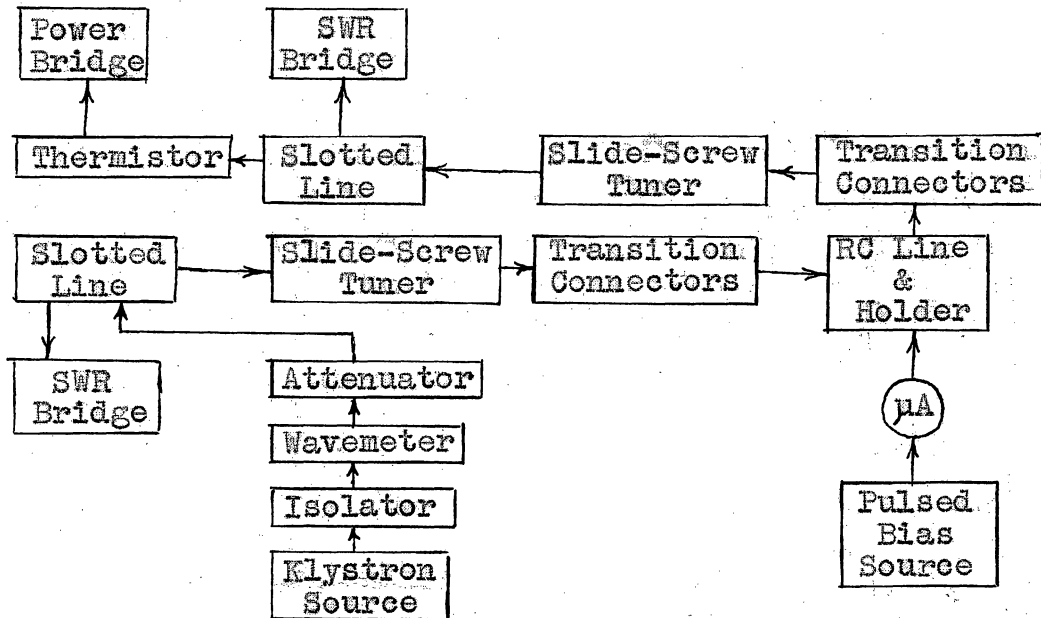 Power
Bridge
SWR
Bridge
Thermistor
Slotted
Line
Slide-Screw
Tuner
Transition
Connectors
Slotted
Line
Slide-Screw
Tuner
Transition
Connectors
RC Line
&
Holder
SWR
Bridge
Attenuator
µA
Wavemeter
Isolator
Pulsed
Bias
Source
Klystron
Source